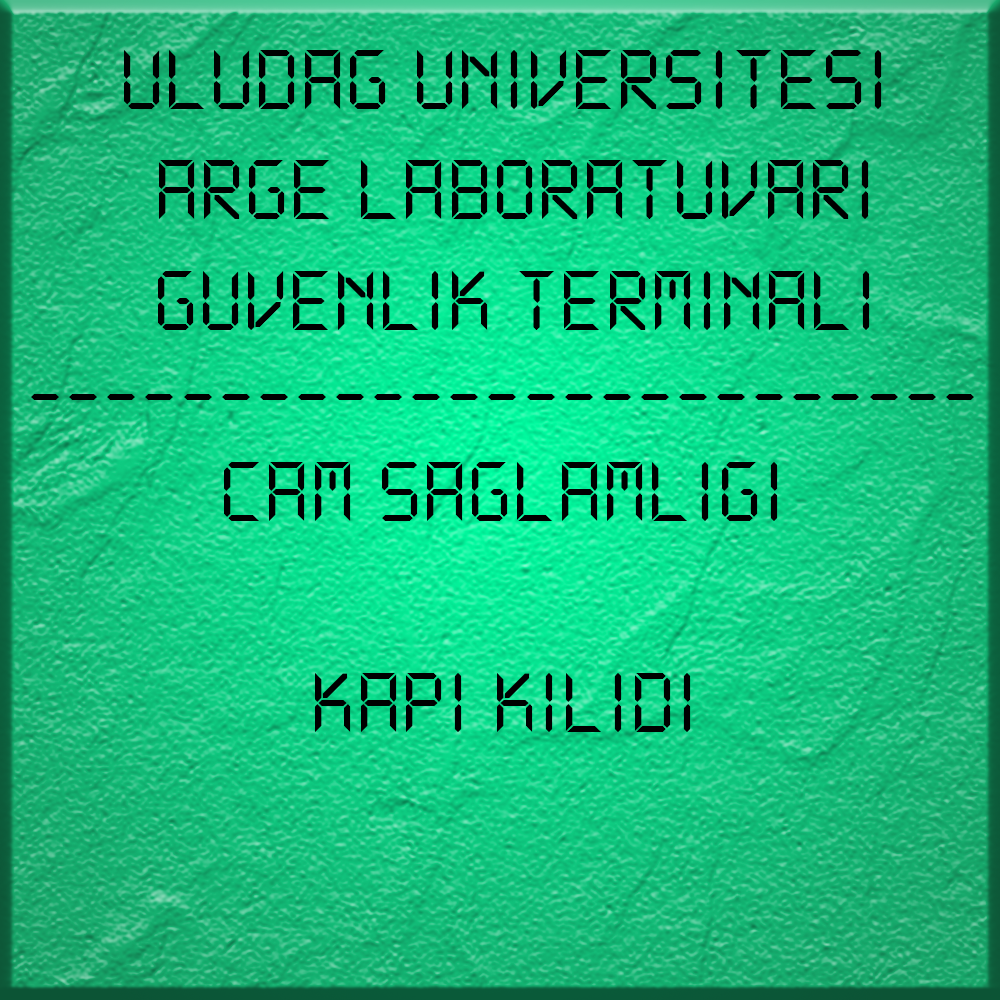 ULUDAG UNIVERSITESI
ARGE LABORATUVARI
GUVENLIK TERMINALI
-------------------------
CAM SAGLAMLIGI
KAPI KILIDI